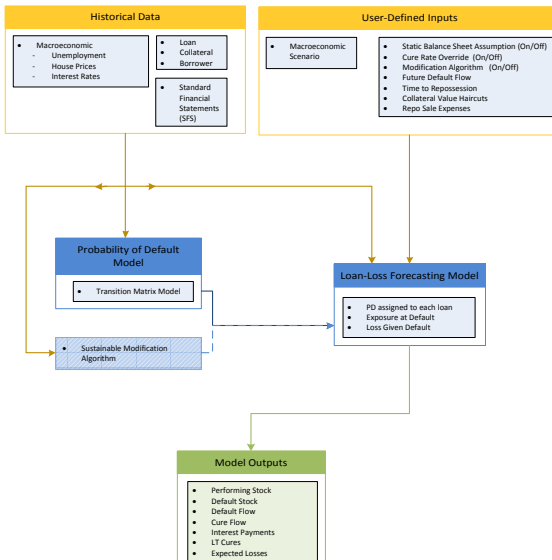 Historical Data
Macroeconomic
- Unemployment
- House Prices
- Interest Rates
Loan
Collateral
Borrower
Standard
Financial
Statements
(SFS)
User-Defined Inputs
Macroeconomic
Scenario
Static Balance Sheet Assumption (On/Off)
Cure Rate Override (On/Off)
Modification Algorithm (On/Off)
Future Default Flow
Time to Repossession
Collateral Value Haircuts
Repo Sale Expenses
Probability of Default
Model
Transition Matrix Model
Sustainable Modification
Algorithm
Loan-Loss Forecasting Model
PD assigned to each loan
Exposure at Default
Loss Given Default
Model Outputs
Performing Stock
Default Stock
Default Flow
Cure Flow
Interest Payments
LT Cures
Expected Losses